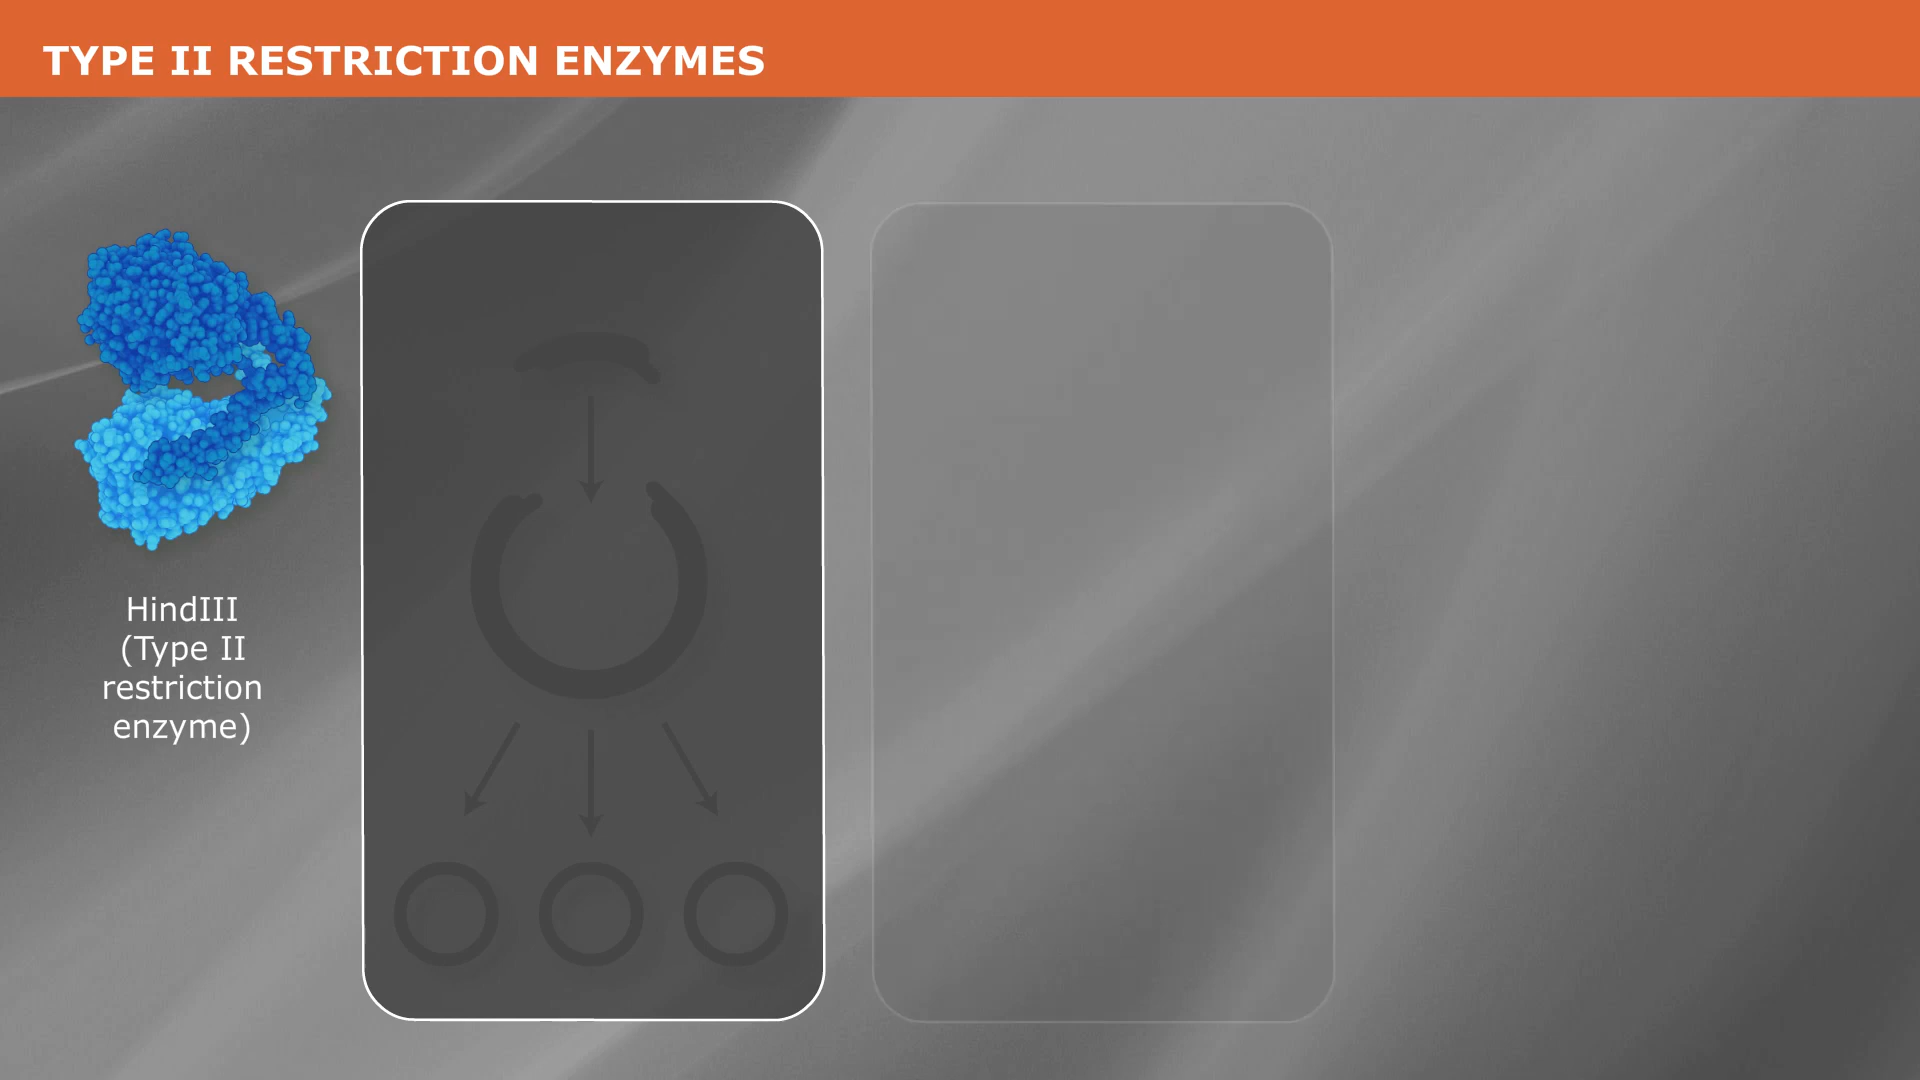 TYPE II RESTRICTION ENZYMES
HindIII
(Type II
restriction
enzyme)